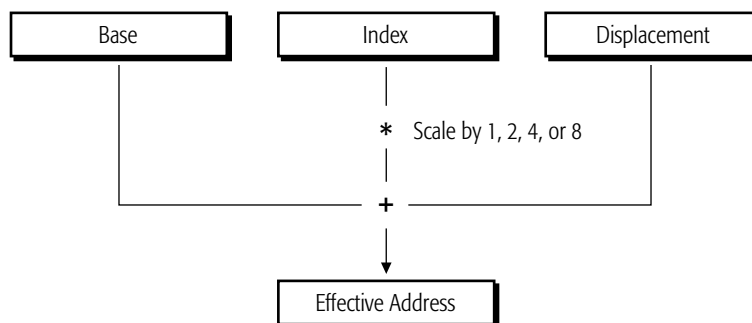 Base
Index
Displacement
* Scale by 1, 2, 4, or 8
+
Effective Address